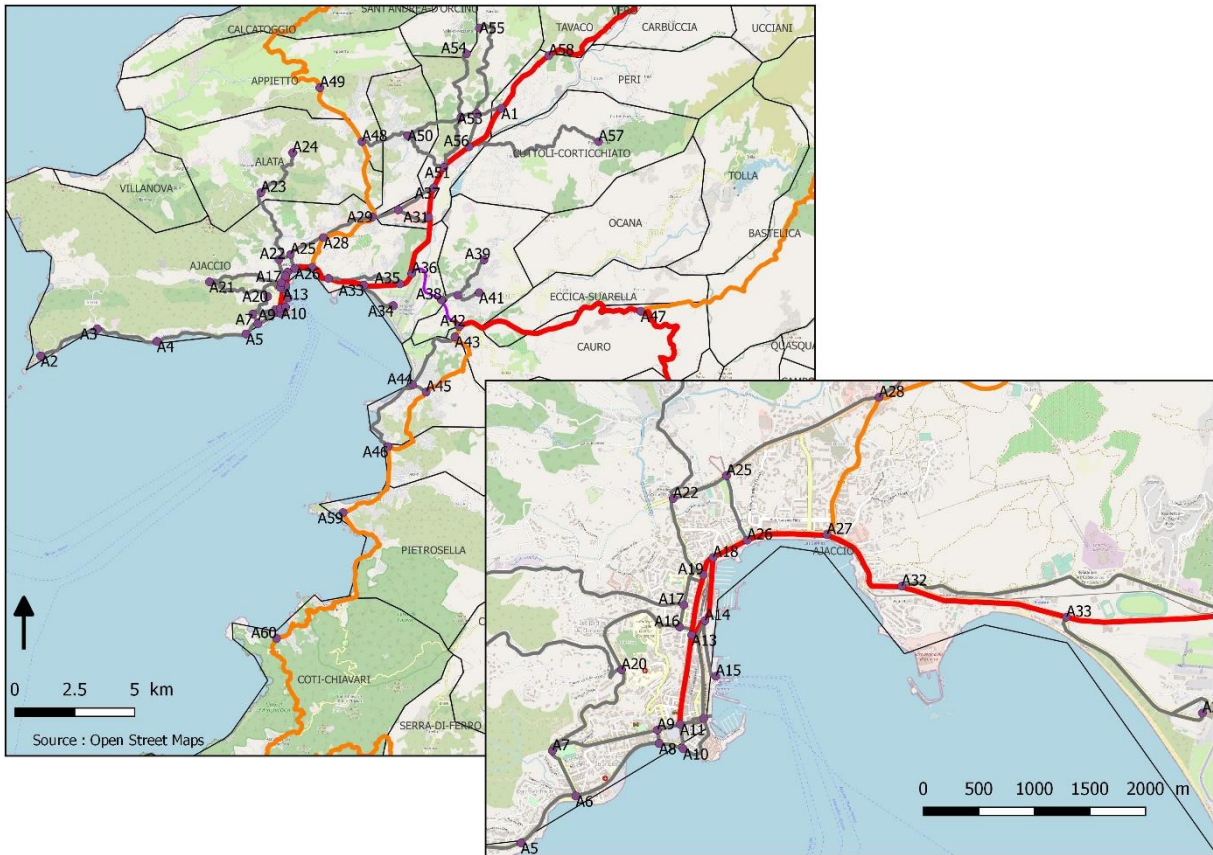 SANT'ANDREA-D'ORCINO
TAVACO
CARBUCCIA
UCCIANI
CALCATOGGIO
A55
A54
A58
PERI
APPIETTO
A49
A53
A1
A48
A50
A56
A57
CUTTOLI-CORTICCHIATO
A24
ALATA
A51
TOLLA
VILLANOVA
A23
A37
A29
A31
OCANA
BASTELICA
A28
A22
A25
A39
AJACCIO
A17
A26
A35
A36
A21
A33
A20
A13
A38
A41
ECCICA-SUARELLA
A34
A10
A9
A7
A42
A47
A3
A5
A4
A43
CAURO
A2
A44
A45
A46
A59
PIETROSELLA
A60
COTI-CHIAVARI
SERRA-DI-FERRO
0 2.5 5 km
Source : Open Street Maps
A28
A25
A22
A26
A27
AJACCIO
A18
A19
A32
A17
A33
A14
A16
A13
A20
A15
A9
A11
A7
A8
A10
A6
A5
0 500 1000 1500 2000 m